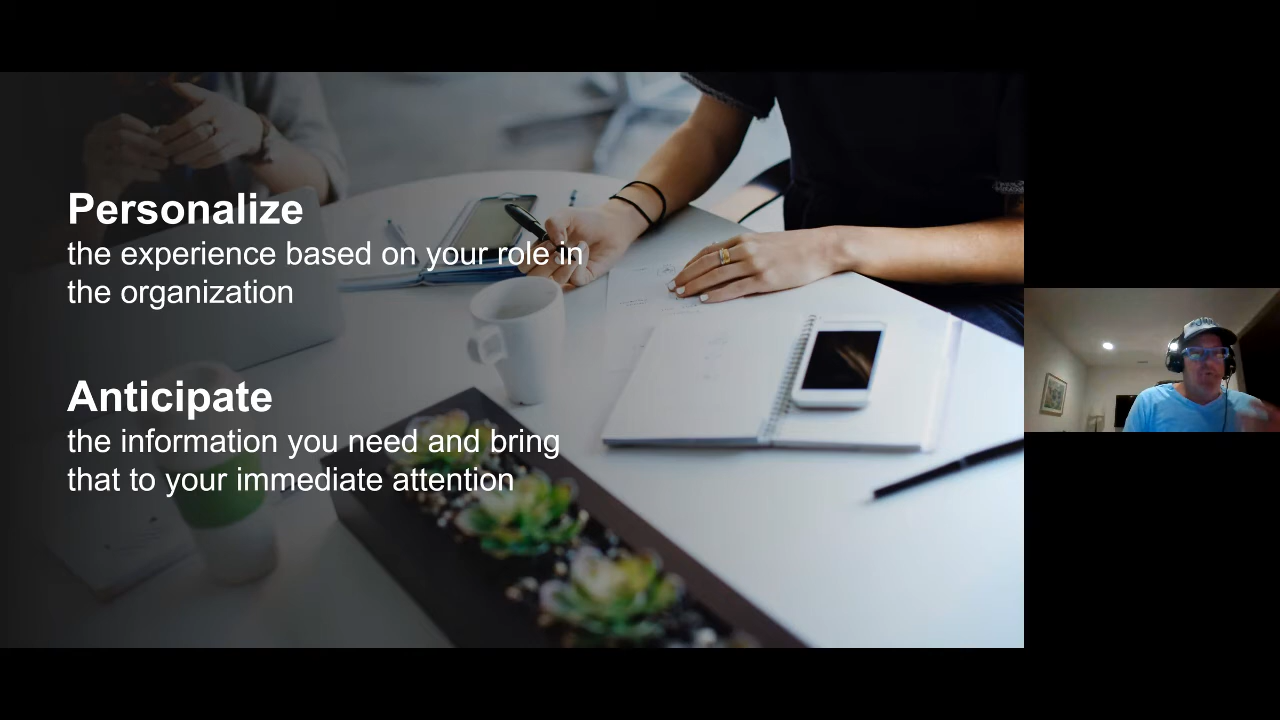 Personalize
the experience based on your role in
the organization
Anticipate
the information you need and bring
that to your immediate attention